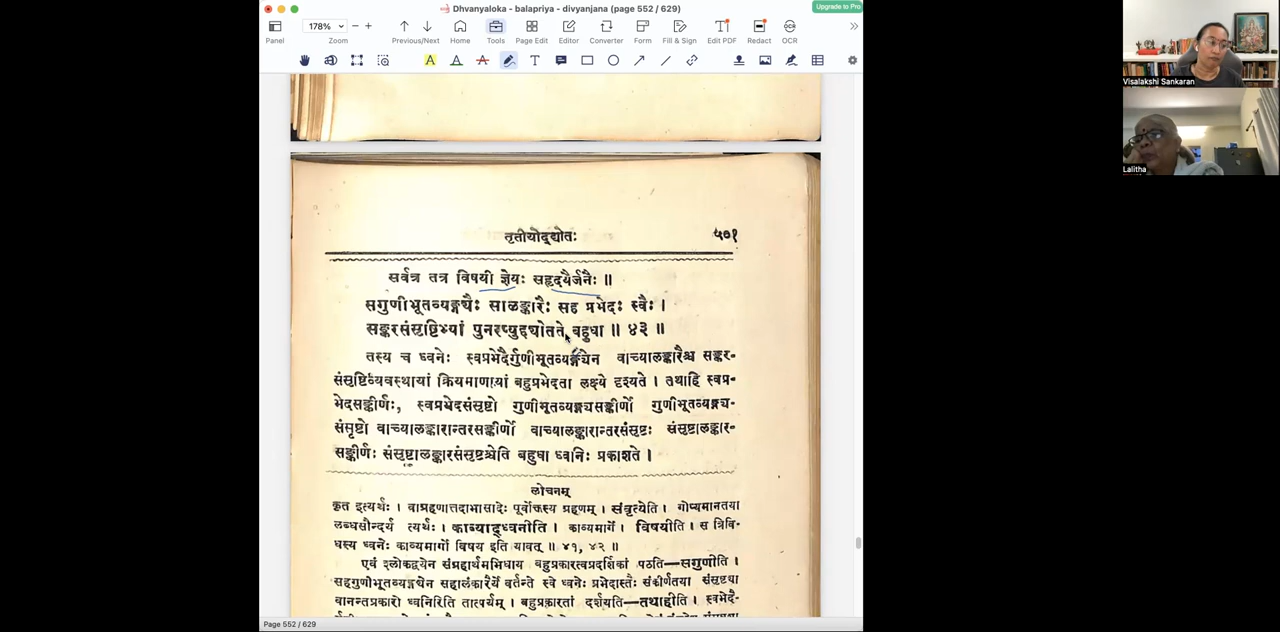 Dhvanyaloka - balapriya - divyanjana (page 552 / 629)
Upgrade to Pro
178%
Panel Zoom Previous/Next Home Tools Page Edit Editor Converter Form Fill & Sign Edit PDF Redact OCR
तृतीयोद्द्योतः ५०१
सर्वत्र तत्र विषयी ज्ञेयः सहृदयैर्जनैः ॥
सगुणीभूतव्यङ्ग्यैः सालङ्कारैः सह प्रभेदैः स्वैः ।
सङ्करसंसृष्टिभ्यां पुनरप्युद्द्योतते बहुधा ॥ ४३ ॥
तस्य च ध्वनेः स्वप्रभेदैर्गुणीभूतव्यङ्ग्येन वाच्यालङ्कारैश्च सङ्कर-
संसृष्टिव्यवस्थायां क्रियमाणायां बहुप्रभेदता लक्ष्ये दृश्यते । तथाहि स्वप्र-
भेदसङ्कीर्णः, स्वप्रभेदसंसृष्टो गुणीभूतव्यङ्ग्यसङ्कीर्णो गुणीभूतव्यङ्ग्य-
संसृष्टो वाच्यालङ्कारान्तरसङ्कीर्णो वाच्यालङ्कारान्तरसंसृष्टः संसृष्टालङ्कार-
सङ्कीर्णः संसृष्टालङ्कारसंसृष्टश्चेति बहुधा ध्वनिः प्रकाशते ।
लोचनम्
कृत इत्यर्थः । वाग्रहणात्तदाभासादेः पूर्वोक्तस्य ग्रहणम् । संवृत्येति । गोप्यमानतया
लब्धसौन्दर्य त्यर्थः । काव्याद्ध्वनीति । काव्यमार्गे । विषयीति । स त्रिवि-
धस्य ध्वनेः काव्यमार्गो विषय इति यावत् ॥ ४१, ४२ ॥
एवं श्लोकद्वयेन संग्रहार्थमभिधाय बहुप्रकारत्वप्रदर्शिकां पठति—सगुणीति ।
सहगुणीभूतव्यङ्ग्येन सहालंकारैर्ये वर्तन्ते स्वे ध्वनेः प्रभेदास्तैः संकीर्णतया संसृष्ट्या
वानन्तप्रकारो ध्वनिरिति तात्पर्यम् । बहुप्रकारतां दर्शयति—तथाहीति । स्वभेदै-
Page 552 / 629
Visalakshi Sankaran
Lalitha